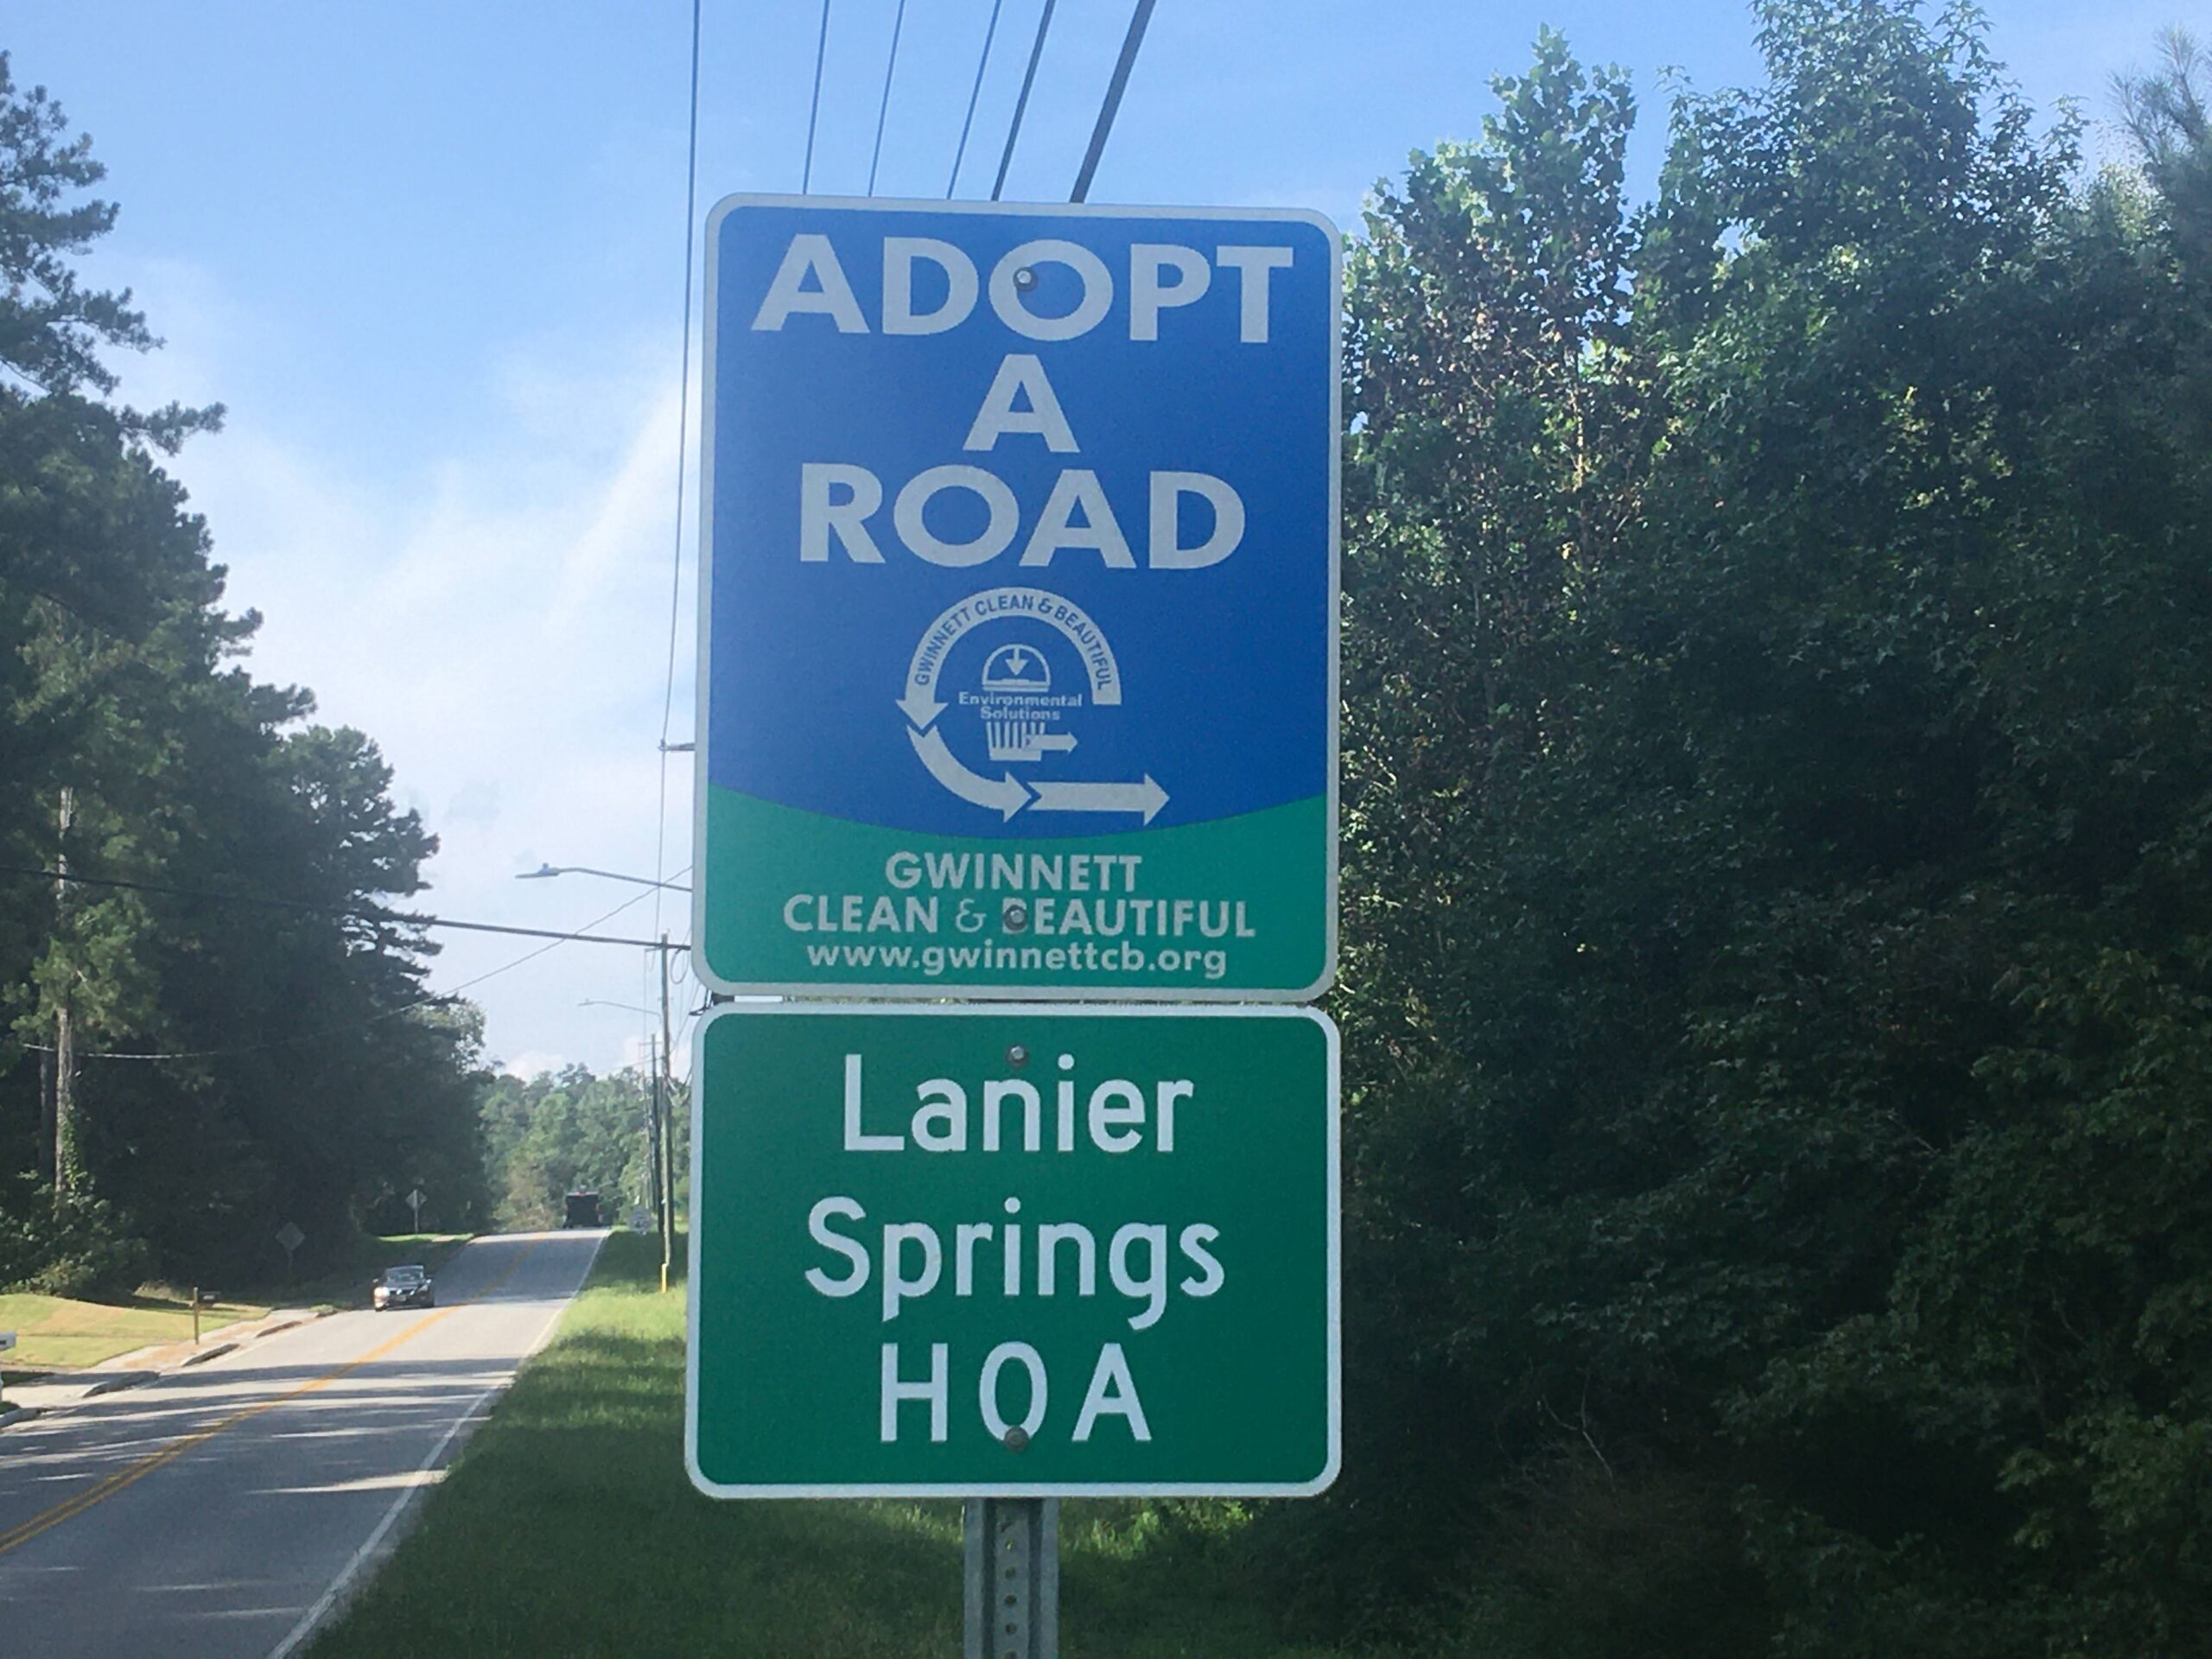 ADOPT
A
ROAD
GWINNETT CLEAN & BEAUTIFUL
Environmental
Solutions
GWINNETT
CLEAN & BEAUTIFUL
www.gwinnettcb.org
Lanier
Springs
HOA